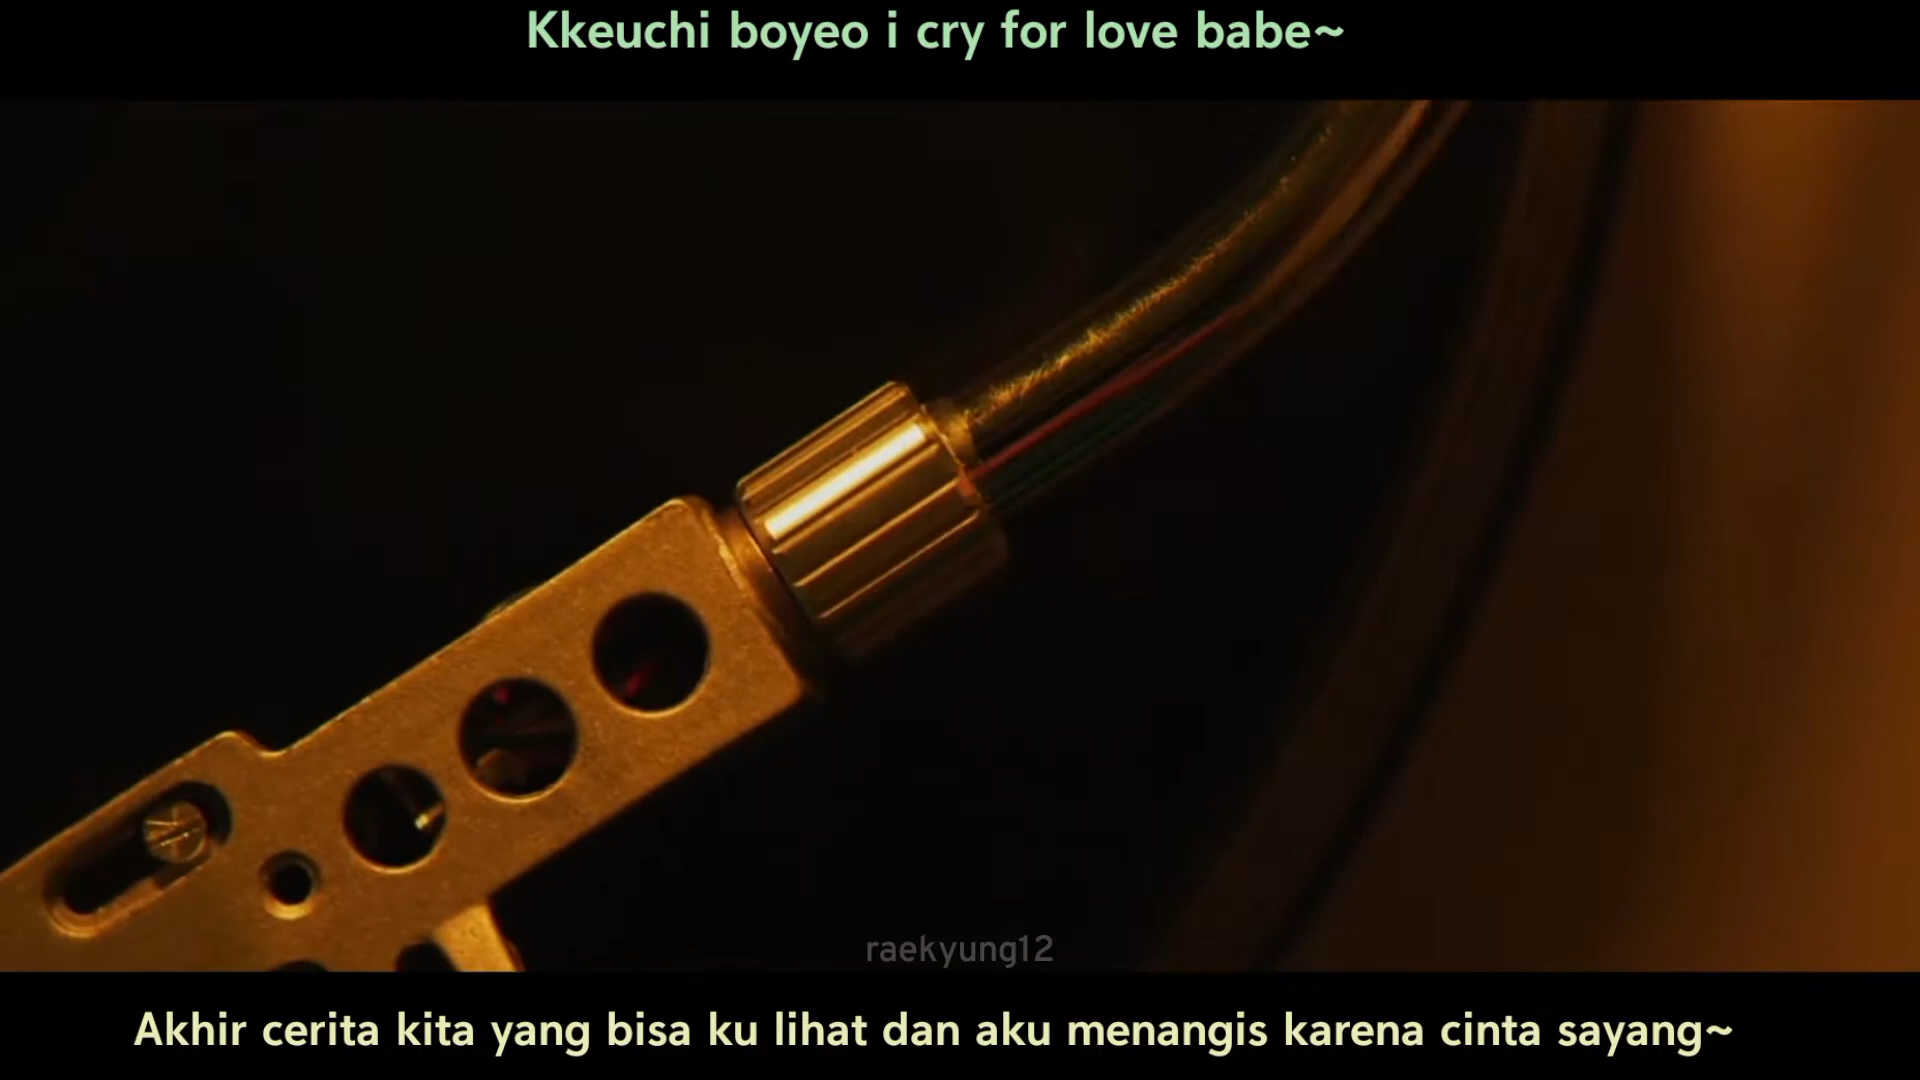 Kkeuchi boyeo i cry for love babe~
raekyung12
Akhir cerita kita yang bisa ku lihat dan aku menangis karena cinta sayang~